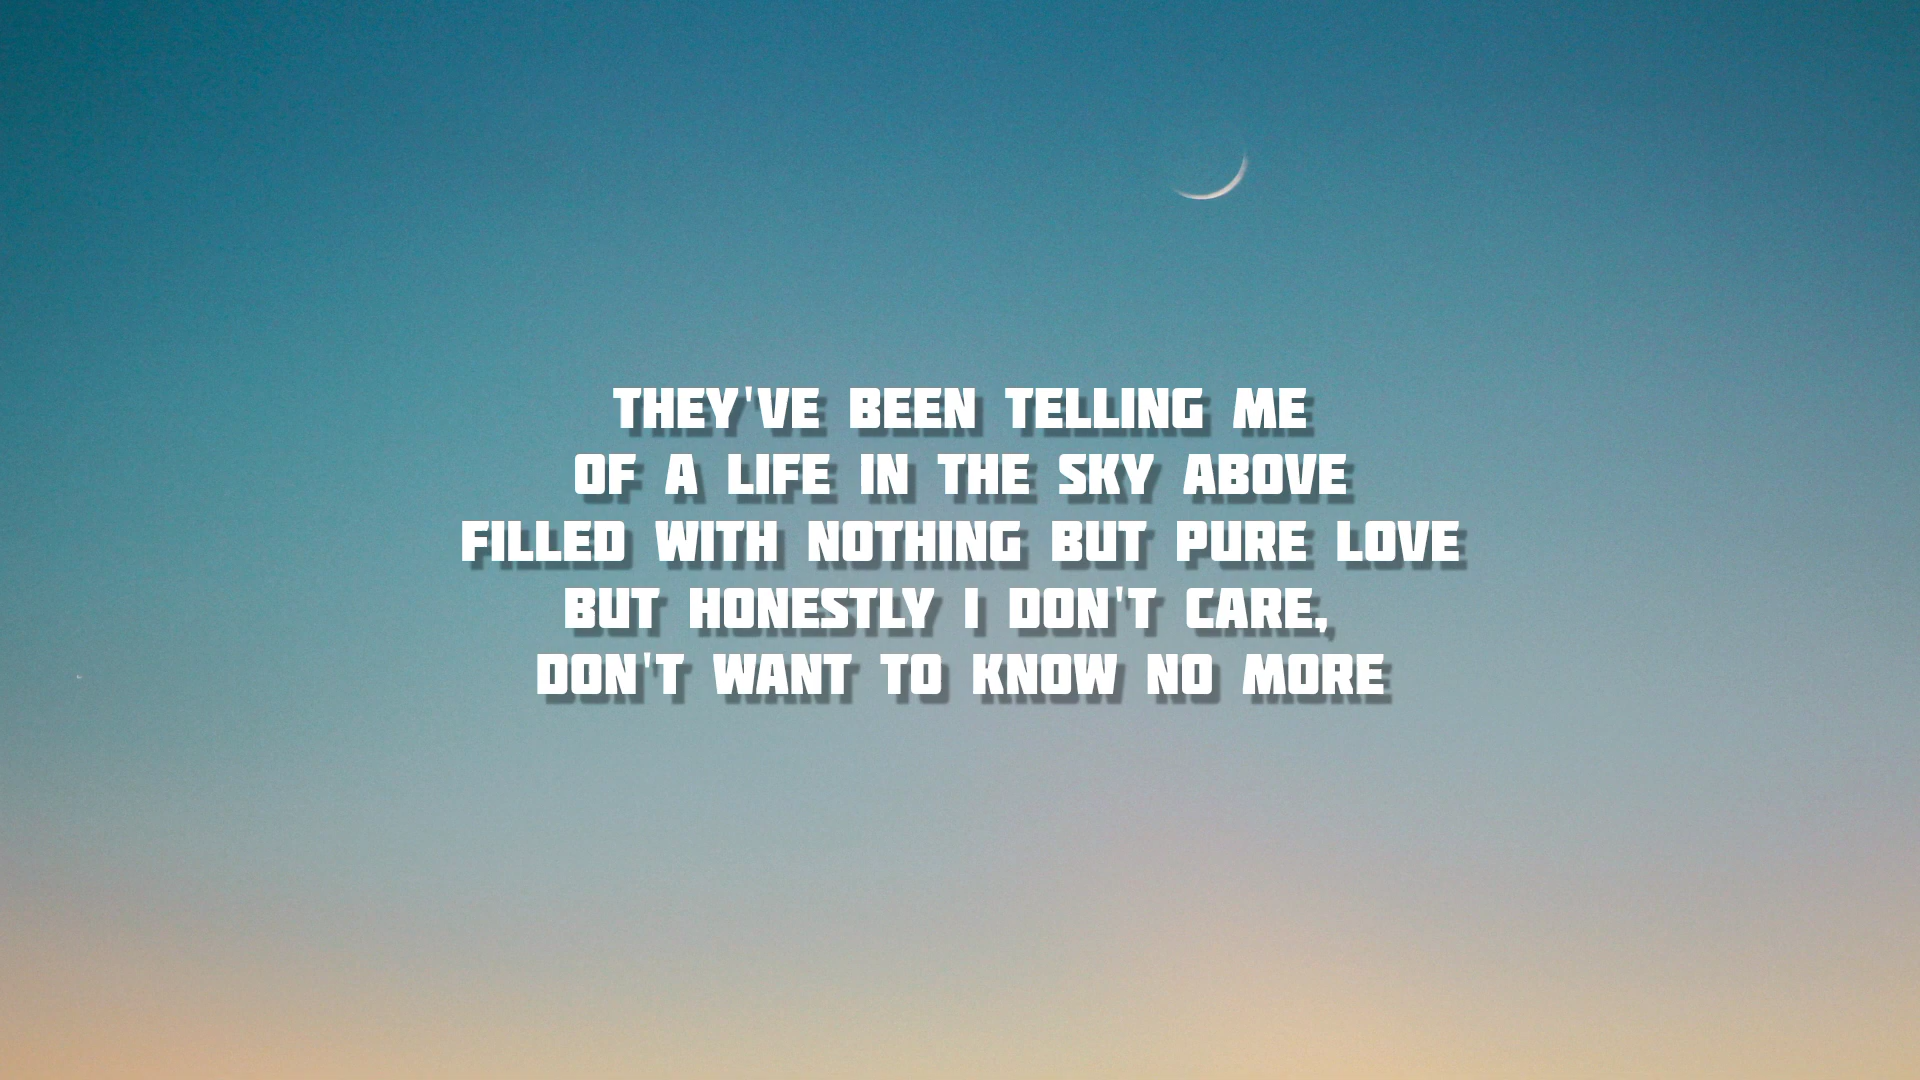 THEY'VE BEEN TELLING ME
OF A LIFE IN THE SKY ABOVE
FILLED WITH NOTHING BUT PURE LOVE
BUT HONESTLY I DON'T CARE,
DON'T WANT TO KNOW NO MORE